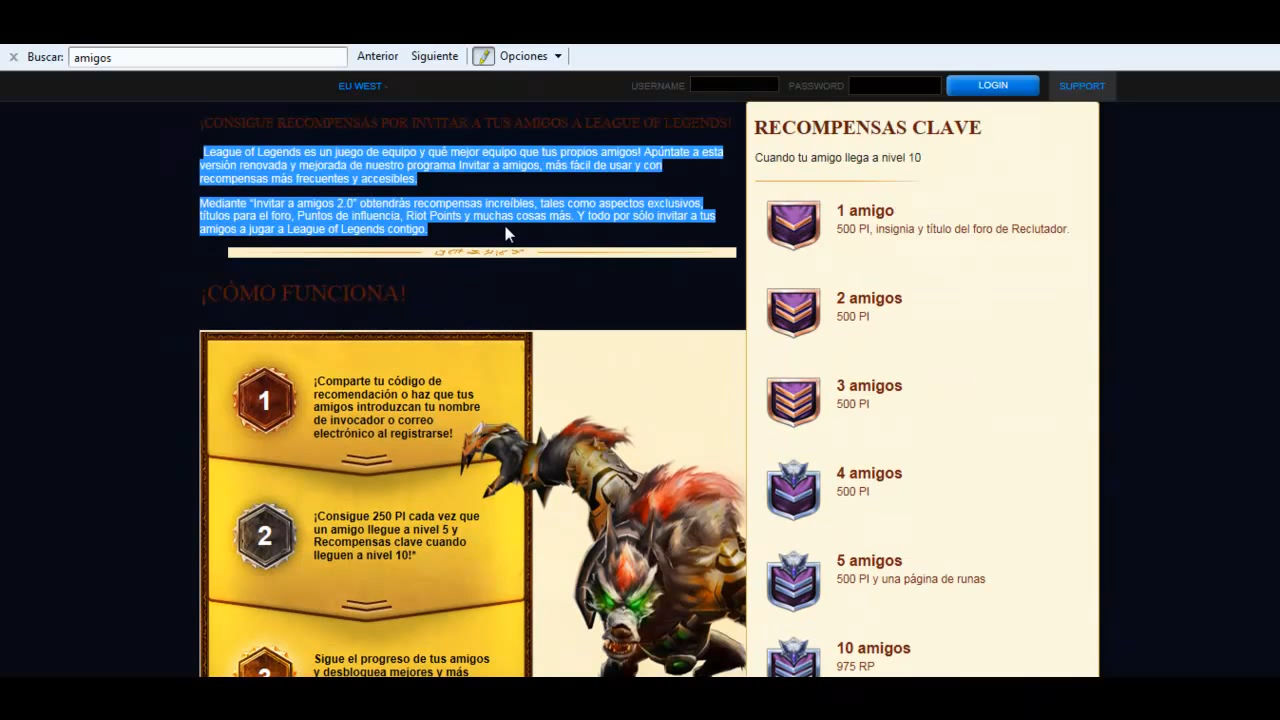 Buscar: amigos Anterior Siguiente Opciones
EU WEST USERNAME PASSWORD LOGIN SUPPORT
¡CONSIGUE RECOMPENSAS POR INVITAR A TUS AMIGOS A LEAGUE OF LEGENDS!
League of Legends es un juego de equipo y qué mejor equipo que tus propios amigos! Apúntate a esta
versión renovada y mejorada de nuestro programa Invitar a amigos, más fácil de usar y con
recompensas más frecuentes y accesibles.
Mediante “Invitar a amigos 2.0” obtendrás recompensas increíbles, tales como aspectos exclusivos,
títulos para el foro, Puntos de influencia, Riot Points y muchas cosas más. Y todo por sólo invitar a tus
amigos a jugar a League of Legends contigo.
¡CÓMO FUNCIONA!
1
¡Comparte tu código de
recomendación o haz que tus
amigos introduzcan tu nombre
de invocador o correo
electrónico al registrarse!
2
¡Consigue 250 PI cada vez que
un amigo llegue a nivel 5 y
Recompensas clave cuando
lleguen a nivel 10!*
3
Sigue el progreso de tus amigos
y desbloquea mejores y más
RECOMPENSAS CLAVE
Cuando tu amigo llega a nivel 10
1 amigo
500 PI, insignia y título del foro de Reclutador.
2 amigos
500 PI
3 amigos
500 PI
4 amigos
500 PI
5 amigos
500 PI y una página de runas
10 amigos
975 RP